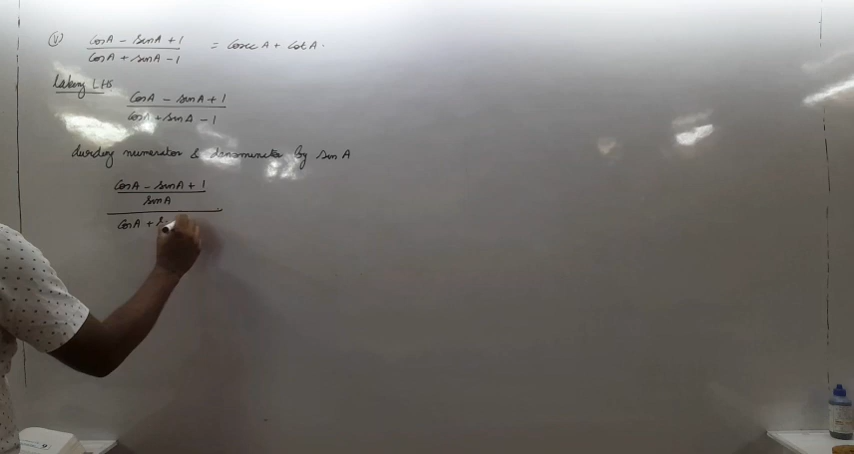 (v) CosA - sinA + 1 / CosA + sinA - 1 = Cosec A + Cot A.
Taking LHS
CosA - sinA + 1
CosA + sinA - 1
dividing numerator & denominator by sin A
CosA - sinA + 1
sinA
CosA + s